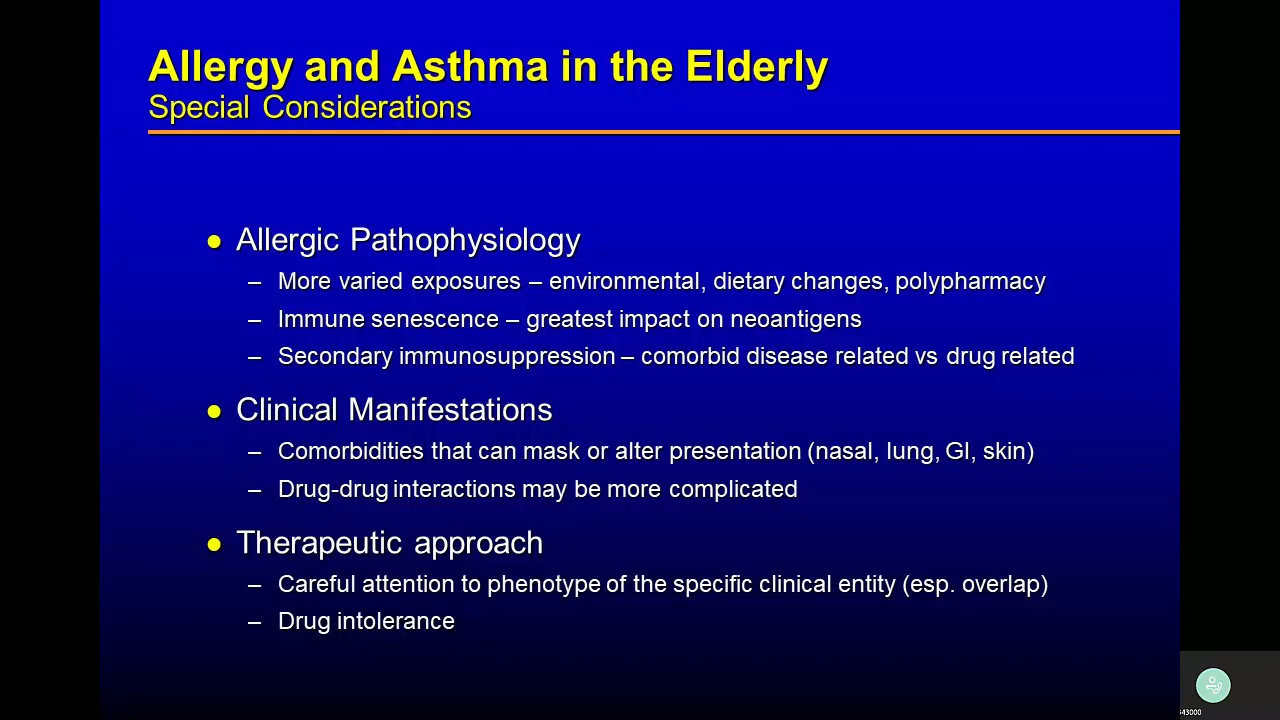 Allergy and Asthma in the Elderly
Special Considerations
● Allergic Pathophysiology
– More varied exposures – environmental, dietary changes, polypharmacy
– Immune senescence – greatest impact on neoantigens
– Secondary immunosuppression – comorbid disease related vs drug related
● Clinical Manifestations
– Comorbidities that can mask or alter presentation (nasal, lung, GI, skin)
– Drug-drug interactions may be more complicated
● Therapeutic approach
– Careful attention to phenotype of the specific clinical entity (esp. overlap)
– Drug intolerance